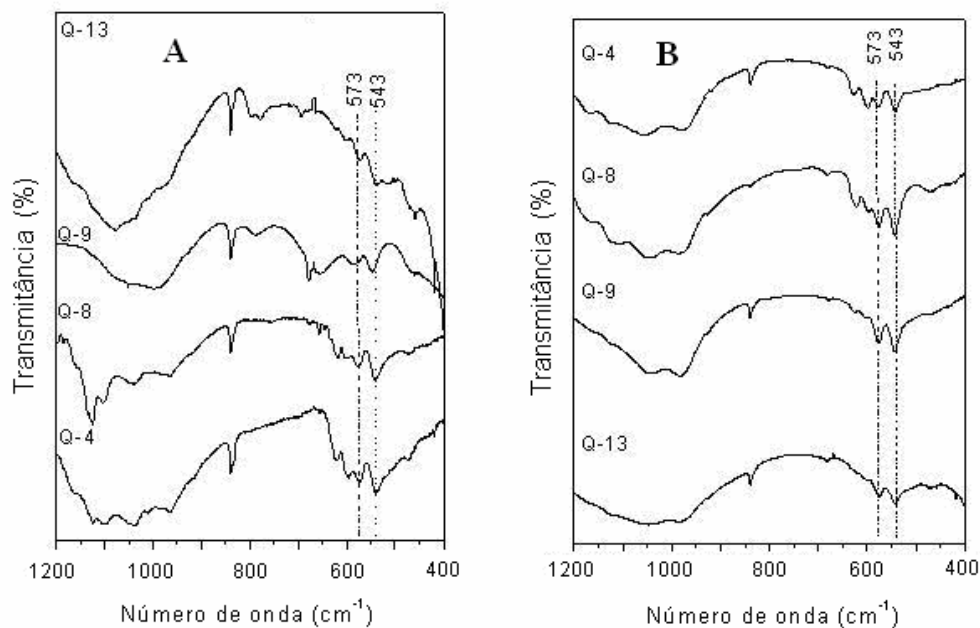 Q-13
A
573
543
Q-9
Q-8
Q-4
Transmitância (%)
1200 1000 800 600 400
Número de onda (cm-1)
Q-4
B
573
543
Q-8
Q-9
Q-13
Transmitância (%)
1200 1000 800 600 400
Número de onda (cm-1)